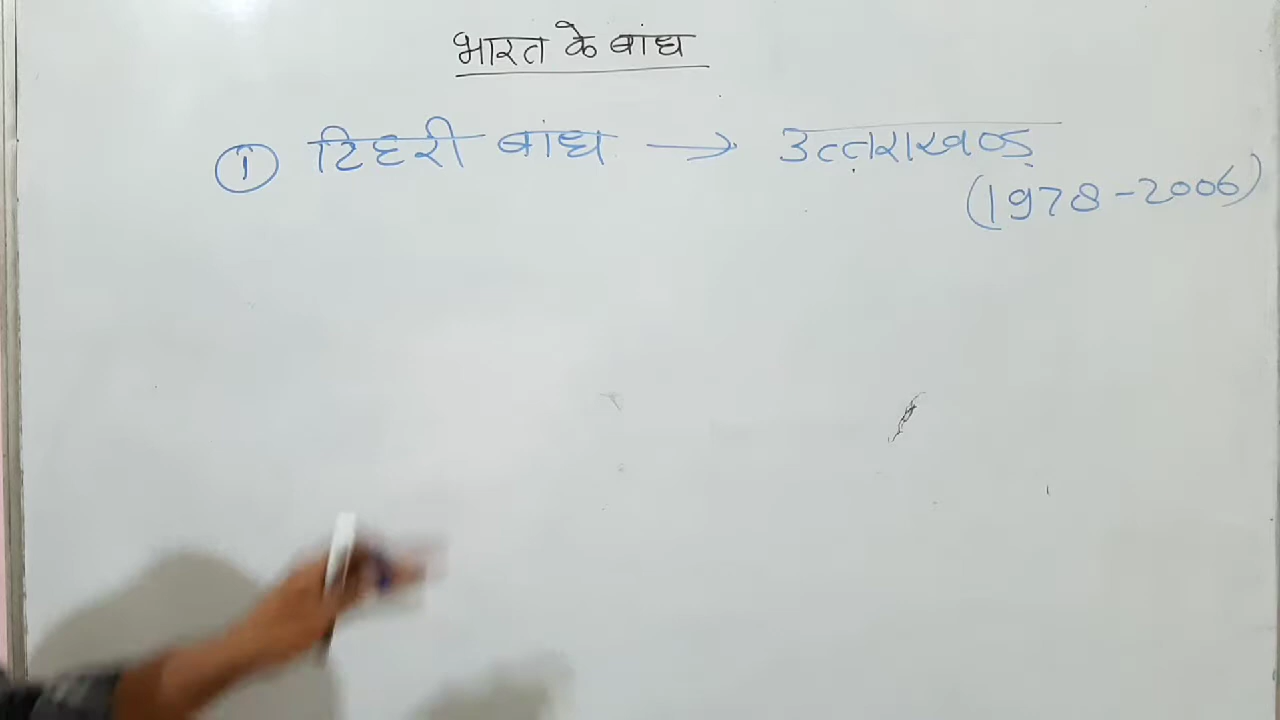 भारत के बांध
① टिहरी बांध → उत्तराखण्ड़
(1978-2006)